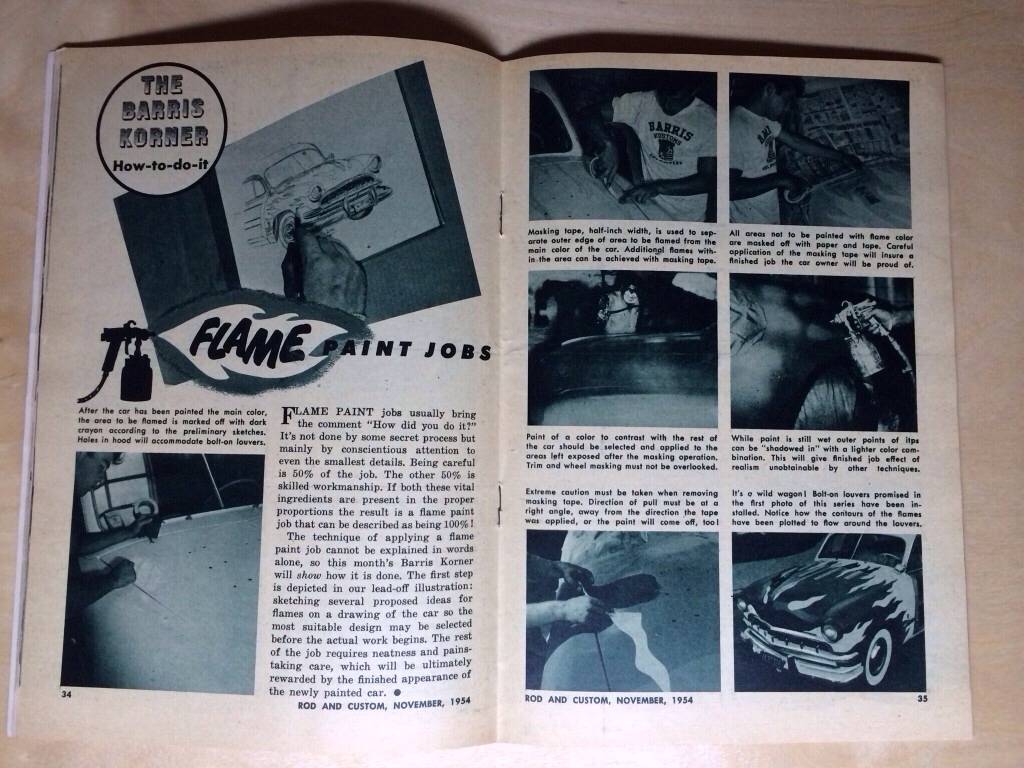 THE
BARRIS
KORNER
How-to-do-it
FLAME PAINT JOBS
After the car has been painted the main color,
the area to be flamed is marked off with dark
crayon according to the preliminary sketches.
Holes in hood will accommodate bolt-on louvers.
FLAME PAINT jobs usually bring
the comment "How did you do it?"
It's not done by some secret process but
mainly by conscientious attention to
even the smallest details. Being careful
is 50% of the job. The other 50% is
skilled workmanship. If both these vital
ingredients are present in the proper
proportions the result is a flame paint
job that can be described as being 100%!
The technique of applying a flame
paint job cannot be explained in words
alone, so this month's Barris Korner
will show how it is done. The first step
is depicted in our lead-off illustration:
sketching several proposed ideas for
flames on a drawing of the car so the
most suitable design may be selected
before the actual work begins. The rest
of the job requires neatness and pains-
taking care, which will be ultimately
rewarded by the finished appearance of
the newly painted car. ●
34
ROD AND CUSTOM, NOVEMBER, 1954
BARRIS
KUSTOMS
Masking tape, half-inch width, is used to sep-
arate outer edge of area to be flamed from the
main color of the car. Additional flames with-
in the area can be achieved with masking tape.
All areas not to be painted with flame color
are masked off with paper and tape. Careful
application of the masking tape will insure a
finished job the car owner will be proud of.
Paint of a color to contrast with the rest of
the car should be selected and applied to the
areas left exposed after the masking operation.
Trim and wheel masking must not be overlooked.
While paint is still wet outer points of itps
can be "shadowed in" with a lighter color com-
bination. This will give finished job effect of
realism unobtainable by other techniques.
Extreme caution must be taken when removing
masking tape. Direction of pull must be at a
right angle, away from the direction the tape
was applied, or the paint will come off, too!
It's a wild wagon! Bolt-on louvers promised in
the first photo of this series have been in-
stalled. Notice how the contours of the flames
have been plotted to flow around the louvers.
ROD AND CUSTOM, NOVEMBER, 1954
35